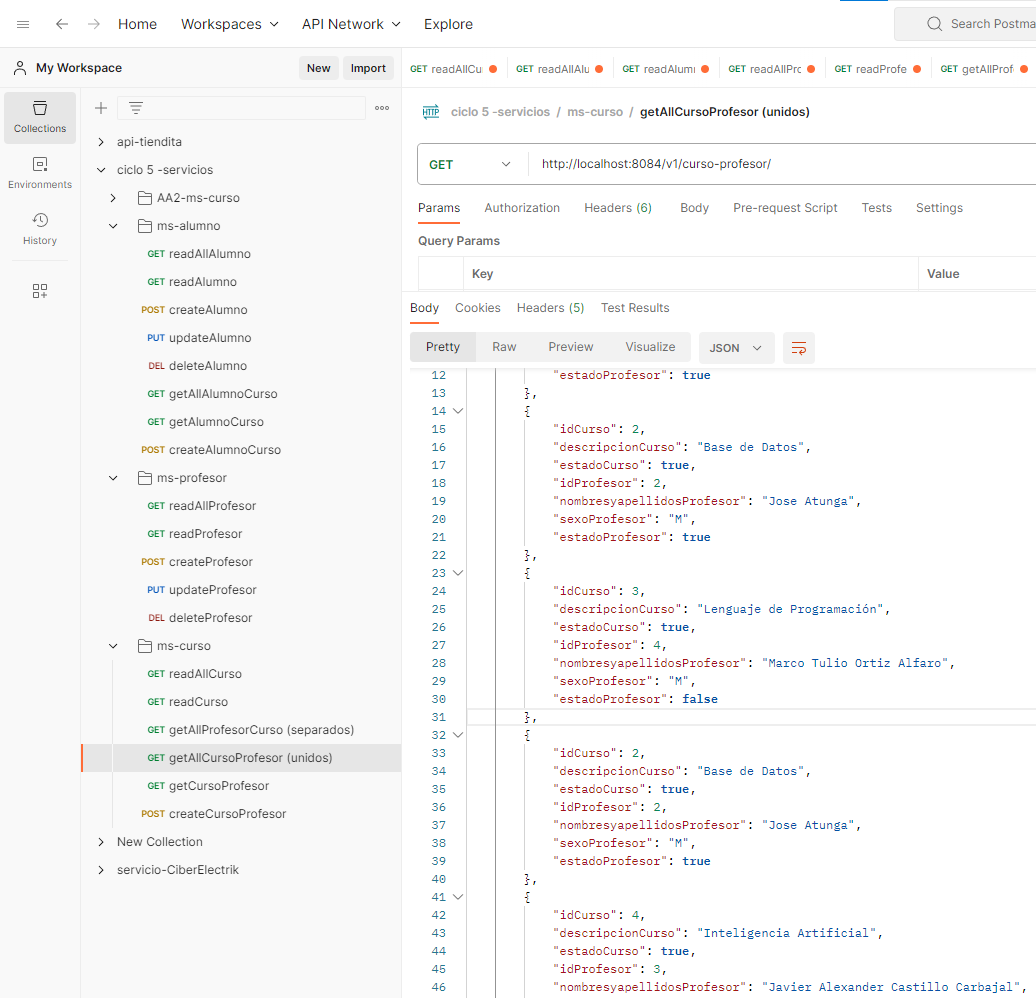 Home Workspaces API Network Explore Search Postma
My Workspace New Import
GET readAllCu GET readAllAlu GET readAlum GET readAllPro GET readProfe GET getAllProf
Collections
Environments
History
api-tiendita
ciclo 5 -servicios
AA2-ms-curso
ms-alumno
GET readAllAlumno
GET readAlumno
POST createAlumno
PUT updateAlumno
DEL deleteAlumno
GET getAllAlumnoCurso
GET getAlumnoCurso
POST createAlumnoCurso
ms-profesor
GET readAllProfesor
GET readProfesor
POST createProfesor
PUT updateProfesor
DEL deleteProfesor
ms-curso
GET readAllCurso
GET readCurso
GET getAllProfesorCurso (separados)
GET getAllCursoProfesor (unidos)
GET getCursoProfesor
POST createCursoProfesor
New Collection
servicio-CiberElectrik
HTTP ciclo 5 -servicios / ms-curso / getAllCursoProfesor (unidos)
GET http://localhost:8084/v1/curso-profesor/
Params Authorization Headers (6) Body Pre-request Script Tests Settings
Query Params
Key Value
Body Cookies Headers (5) Test Results
Pretty Raw Preview Visualize JSON
12 "estadoProfesor": true
13 },
14 {
15 "idCurso": 2,
16 "descripcionCurso": "Base de Datos",
17 "estadoCurso": true,
18 "idProfesor": 2,
19 "nombresyapellidosProfesor": "Jose Atunga",
20 "sexoProfesor": "M",
21 "estadoProfesor": true
22 },
23 {
24 "idCurso": 3,
25 "descripcionCurso": "Lenguaje de Programación",
26 "estadoCurso": true,
27 "idProfesor": 4,
28 "nombresyapellidosProfesor": "Marco Tulio Ortiz Alfaro",
29 "sexoProfesor": "M",
30 "estadoProfesor": false
31 },
32 {
33 "idCurso": 2,
34 "descripcionCurso": "Base de Datos",
35 "estadoCurso": true,
36 "idProfesor": 2,
37 "nombresyapellidosProfesor": "Jose Atunga",
38 "sexoProfesor": "M",
39 "estadoProfesor": true
40 },
41 {
42 "idCurso": 4,
43 "descripcionCurso": "Inteligencia Artificial",
44 "estadoCurso": true,
45 "idProfesor": 3,
46 "nombresyapellidosProfesor": "Javier Alexander Castillo Carbajal",